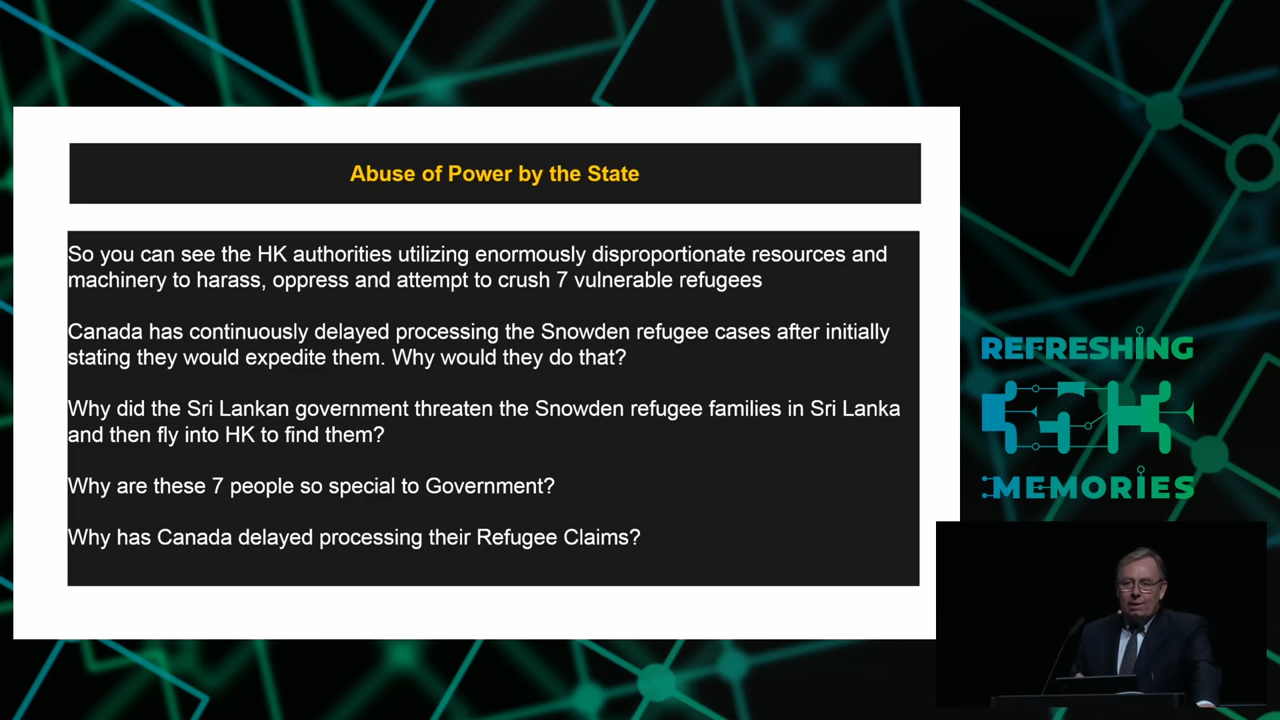 Abuse of Power by the State
So you can see the HK authorities utilizing enormously disproportionate resources and
machinery to harass, oppress and attempt to crush 7 vulnerable refugees
Canada has continuously delayed processing the Snowden refugee cases after initially
stating they would expedite them. Why would they do that?
Why did the Sri Lankan government threaten the Snowden refugee families in Sri Lanka
and then fly into HK to find them?
Why are these 7 people so special to Government?
Why has Canada delayed processing their Refugee Claims?
REFRESHING
35K
MEMORIES